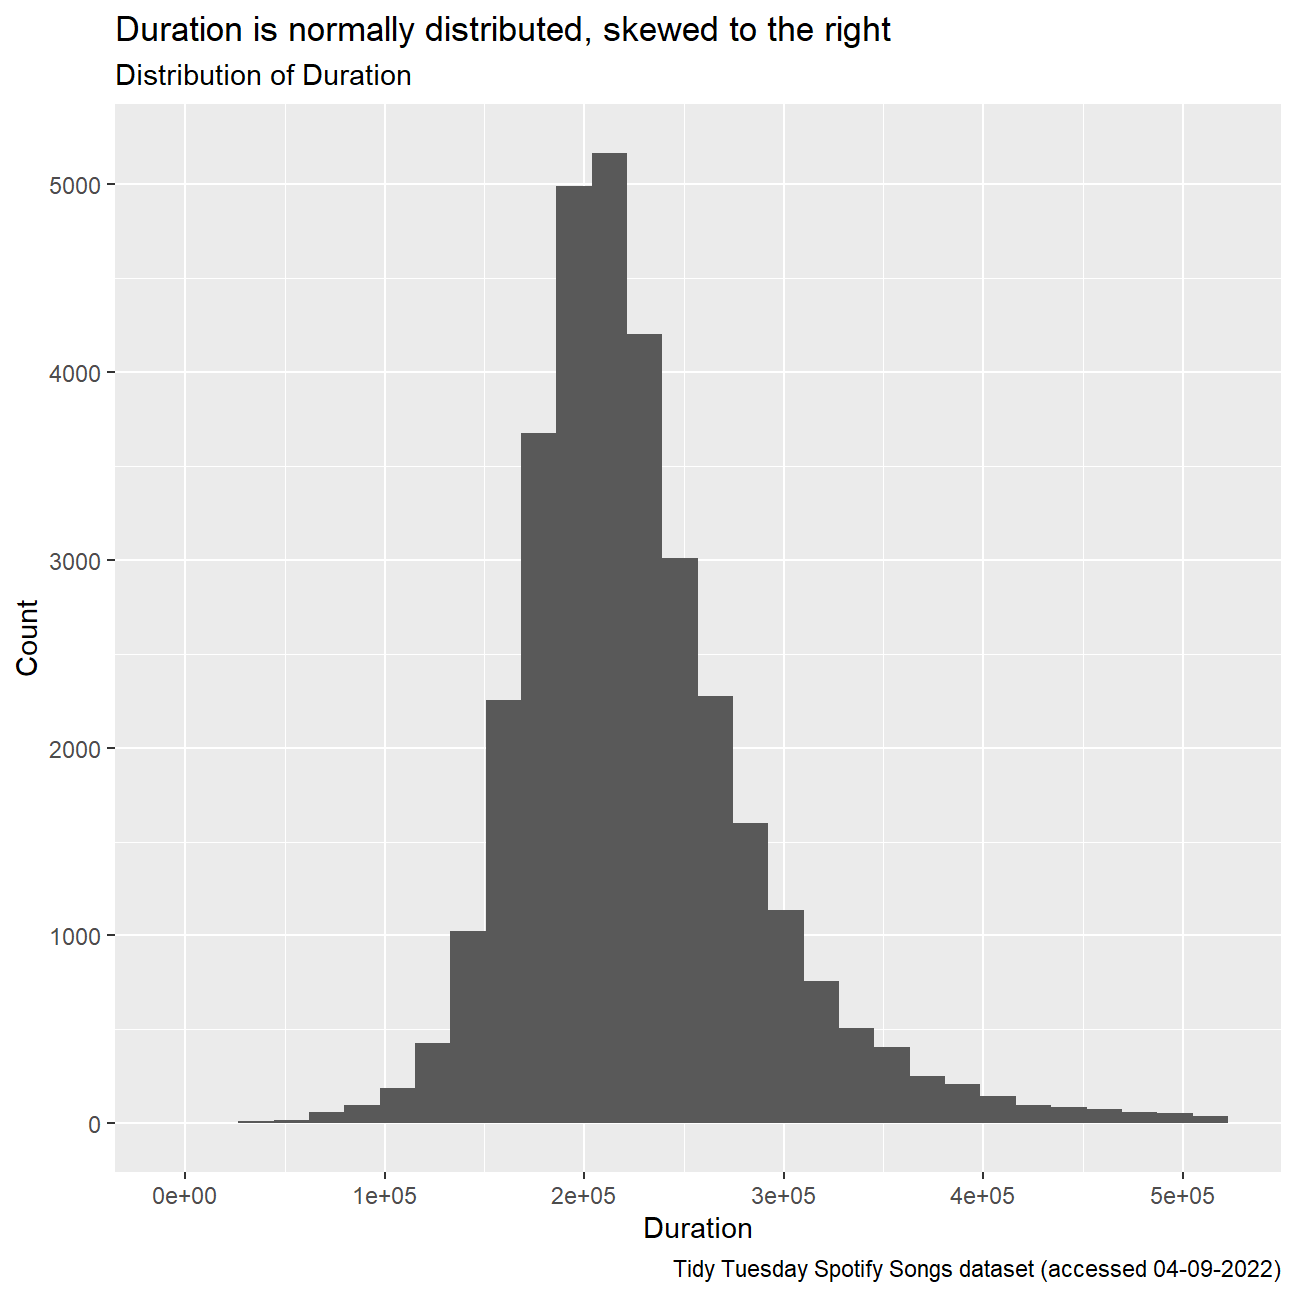 Duration is normally distributed, skewed to the right
Distribution of Duration
5000
4000
3000
2000
1000
0
Count
0e+00 1e+05 2e+05 3e+05 4e+05 5e+05
Duration
Tidy Tuesday Spotify Songs dataset (accessed 04-09-2022)